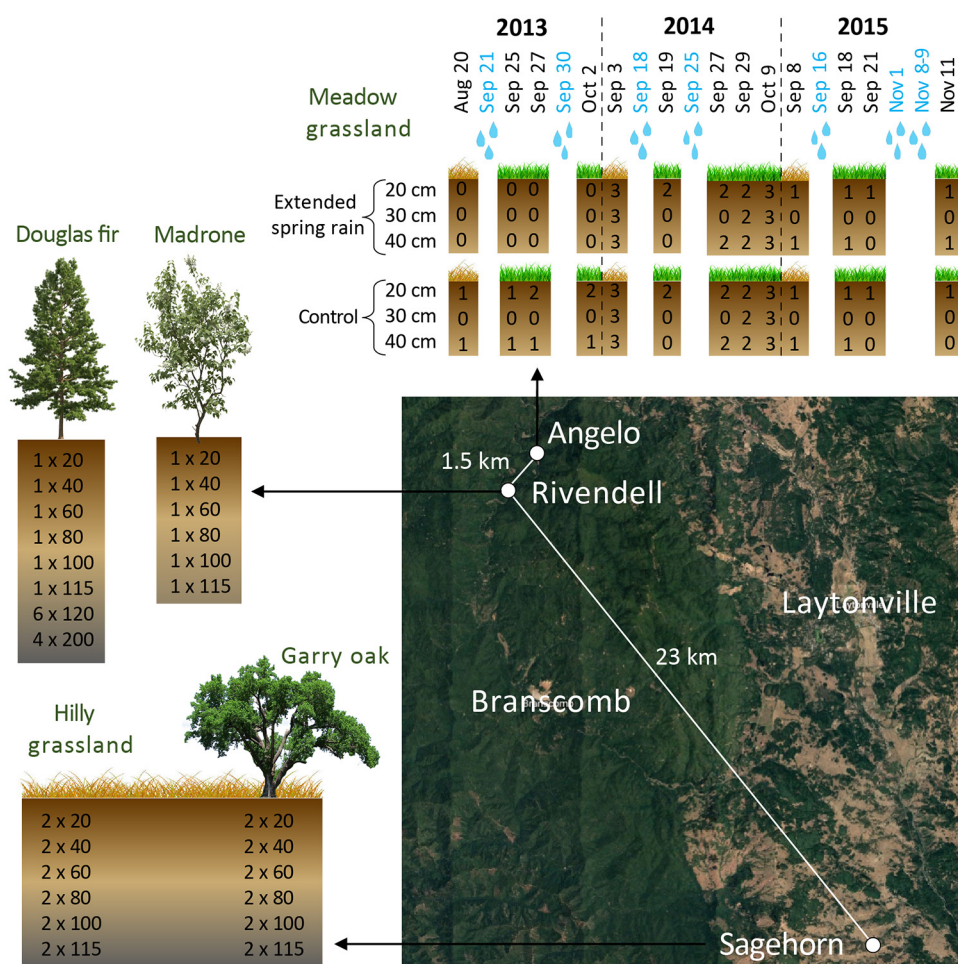 2013 2014 2015
Aug 20 Sep 21 Sep 25 Sep 27 Sep 30 Oct 2 Sep 3 Sep 18 Sep 19 Sep 25 Sep 27 Sep 29 Oct 9 Sep 8 Sep 16 Sep 18 Sep 21 Nov 1 Nov 8-9 Nov 11
Meadow
grassland
Extended
spring rain
20 cm 0 0 0 0 3 2 2 2 3 1 1 1 1
30 cm 0 0 0 0 3 0 0 2 3 0 0 0 0
40 cm 0 0 0 0 3 0 2 2 3 1 1 0 1
Control
20 cm 1 1 2 2 3 2 2 2 3 1 1 1 1
30 cm 0 0 0 0 3 0 0 2 3 0 0 0 0
40 cm 1 1 1 1 3 0 2 2 3 1 1 0 0
Douglas fir
1 x 20
1 x 40
1 x 60
1 x 80
1 x 100
1 x 115
6 x 120
4 x 200
Madrone
1 x 20
1 x 40
1 x 60
1 x 80
1 x 100
1 x 115
Angelo
1.5 km
Rivendell
Laytonville
Laytonville
23 km
Branscomb
Branscomb
Sagehorn
Garry oak
Hilly
grassland
2 x 20 2 x 20
2 x 40 2 x 40
2 x 60 2 x 60
2 x 80 2 x 80
2 x 100 2 x 100
2 x 115 2 x 115